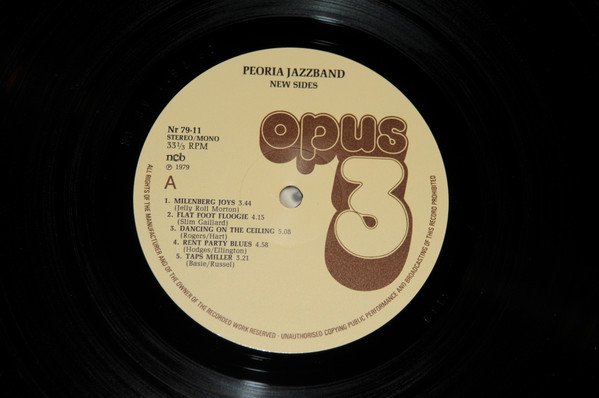 PEORIA JAZZBAND
NEW SIDES
opus
3
Nr 79-11
STEREO/MONO
33⅓ RPM
ncb
℗ 1979
A
1. MILENBERG JOYS 3.44
(Jelly Roll Morton)
2. FLAT FOOT FLOOGIE 4.15
(Slim Gaillard)
3. DANCING ON THE CEILING 5.08
(Rogers/Hart)
4. RENT PARTY BLUES 4.58
(Hodges/Ellington)
5. TAPS MILLER 3.21
(Basie/Russel)
ALL RIGHTS OF THE MANUFACTURER AND OF THE OWNER OF THE RECORDED WORK RESERVED - UNAUTHORISED COPYING PUBLIC PERFORMANCE AND BROADCASTING OF THIS RECORD PROHIBITED